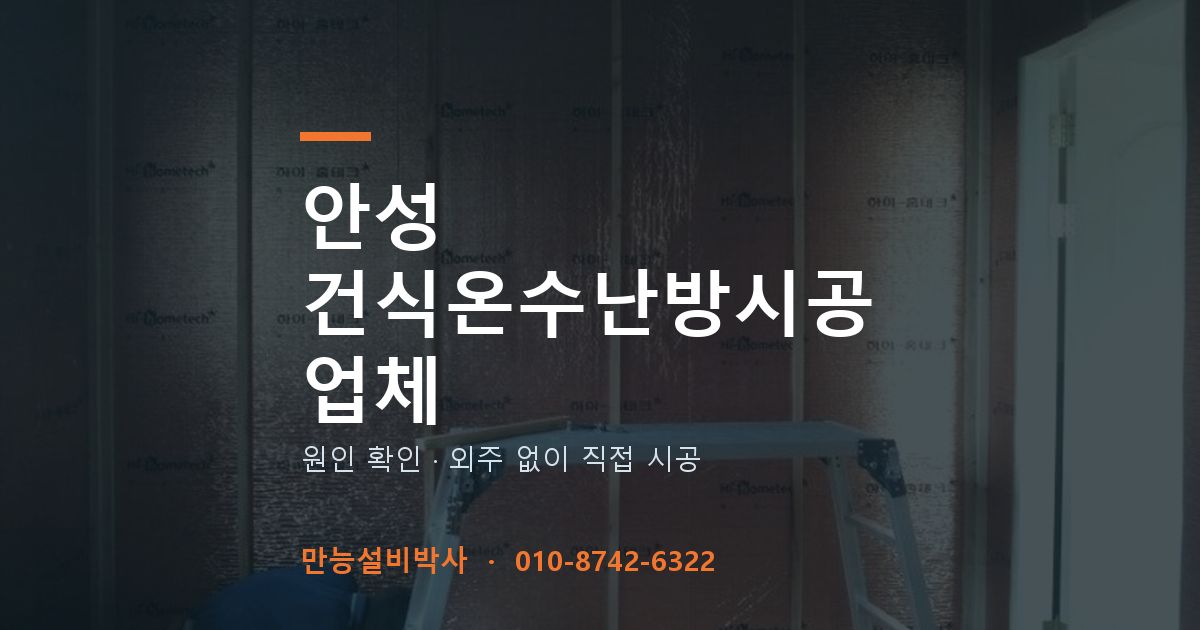 안성
건식온수난방시공
업체
원인 확인 · 외주 없이 직접 시공
만능설비박사 · 010-8742-6322